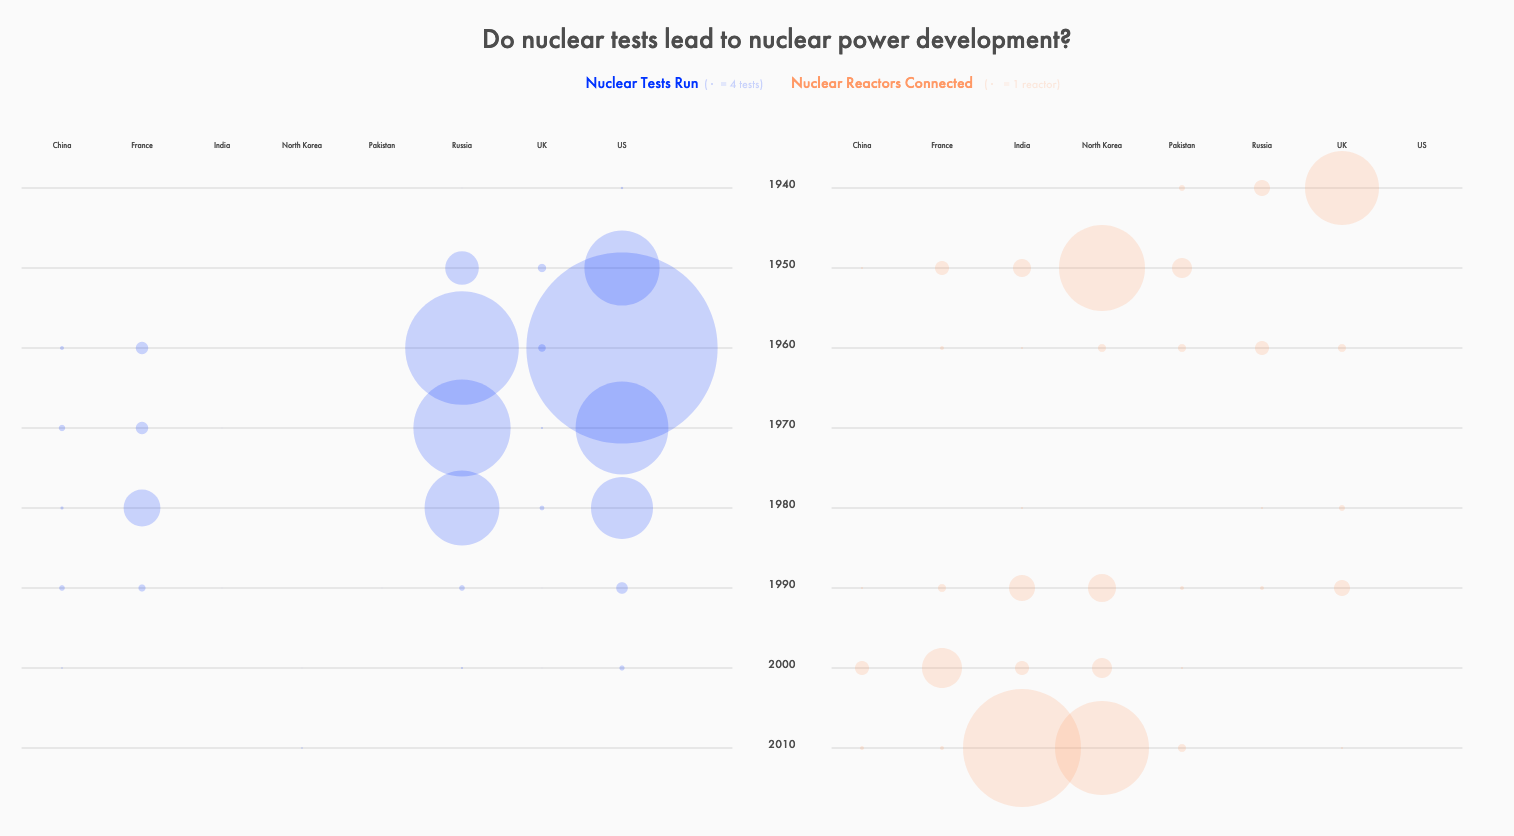 Do nuclear tests lead to nuclear power development?
Nuclear Tests Run ( · = 4 tests) Nuclear Reactors Connected ( · = 1 reactor)
China France India North Korea Pakistan Russia UK US China France India North Korea Pakistan Russia UK US
1940
1950
1960
1970
1980
1990
2000
2010